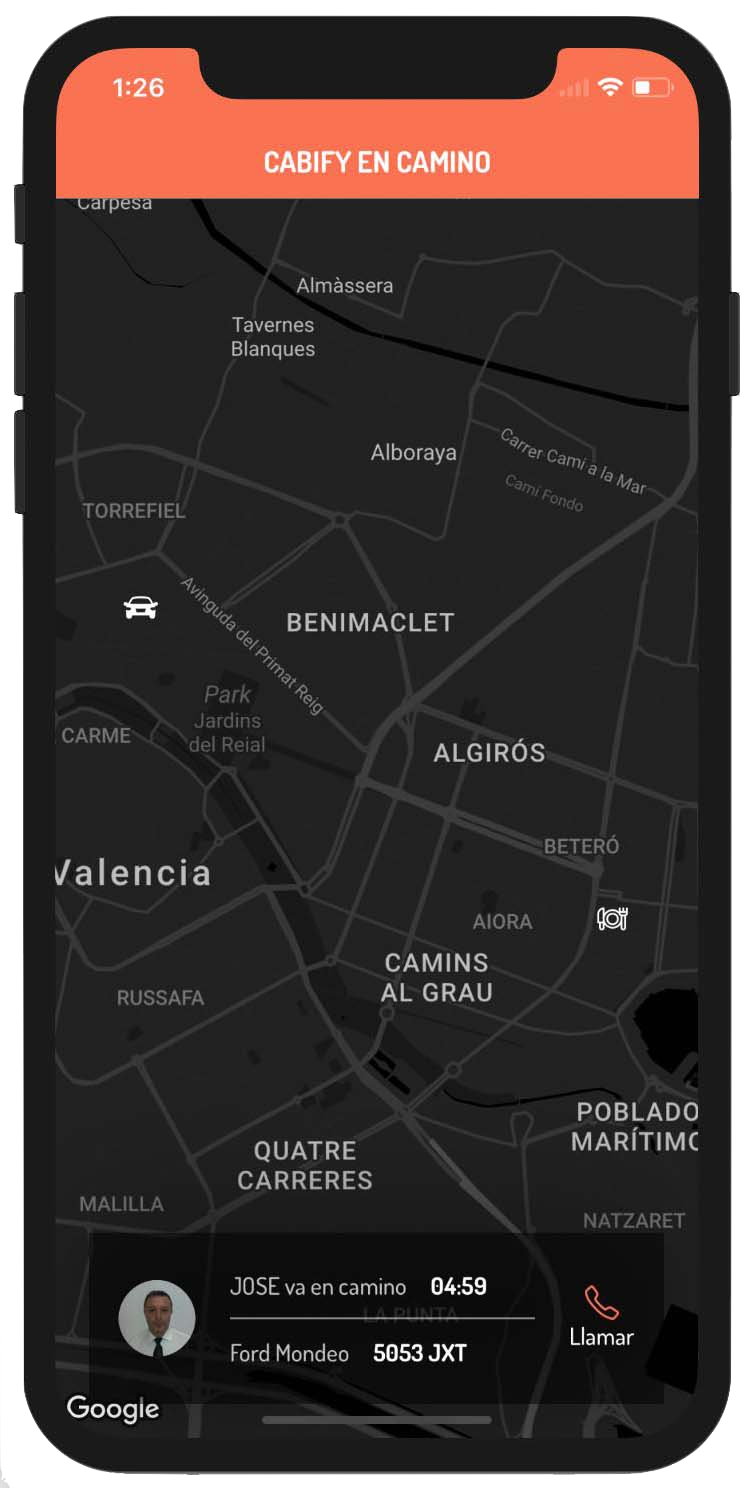 1:26
CABIFY EN CAMINO
Carpesa
Almàssera
Tavernes
Blanques
Alboraya
Carrer Camí a la Mar
Camí Fondo
TORREFIEL
Avinguda del Primat Reig
BENIMACLET
Park
Jardins
del Reial
CARME
ALGIRÓS
BETERÓ
Valencia
AIORA
CAMINS
AL GRAU
RUSSAFA
POBLADO
MARÍTIMO
QUATRE
CARRERES
MALILLA
NATZARET
JOSE va en camino 04:59
LA PUNTA
Ford Mondeo 5053 JXT
Llamar
Google